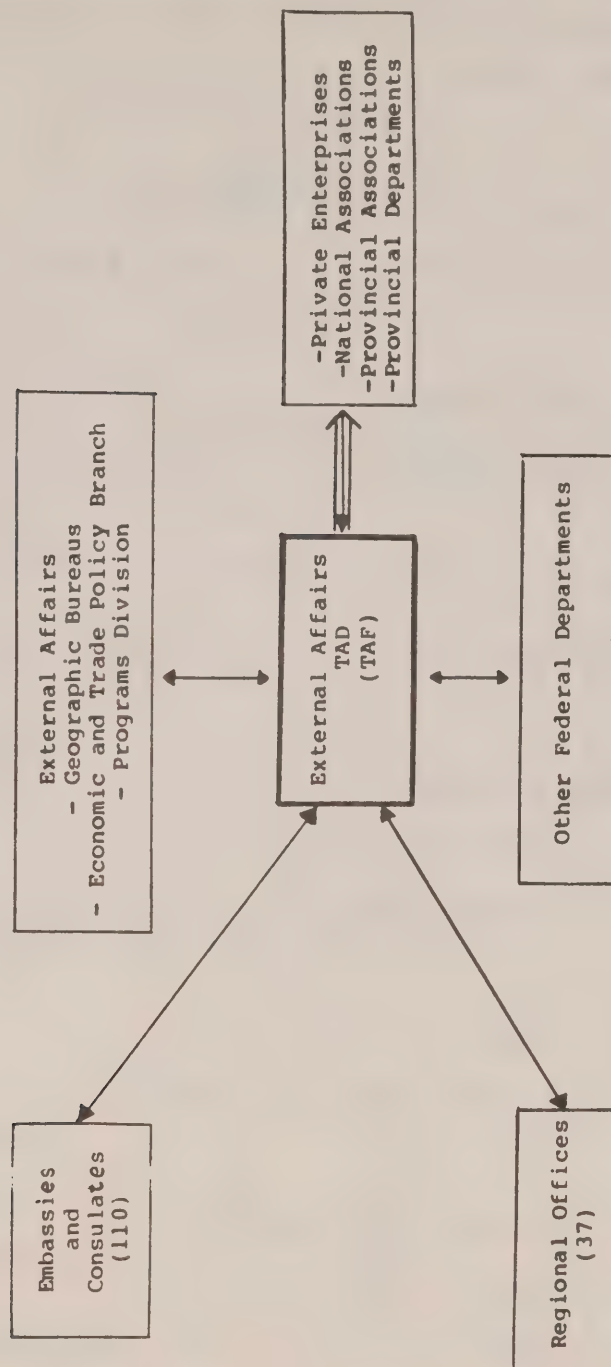 Embassies
and
Consulates
(110)
External Affairs
- Geographic Bureaus
- Economic and Trade Policy Branch
- Programs Division
External Affairs
TAD
(TAF)
-Private Enterprises
-National Associations
-Provincial Associations
-Provincial Departments
Regional Offices
(37)
Other Federal Departments